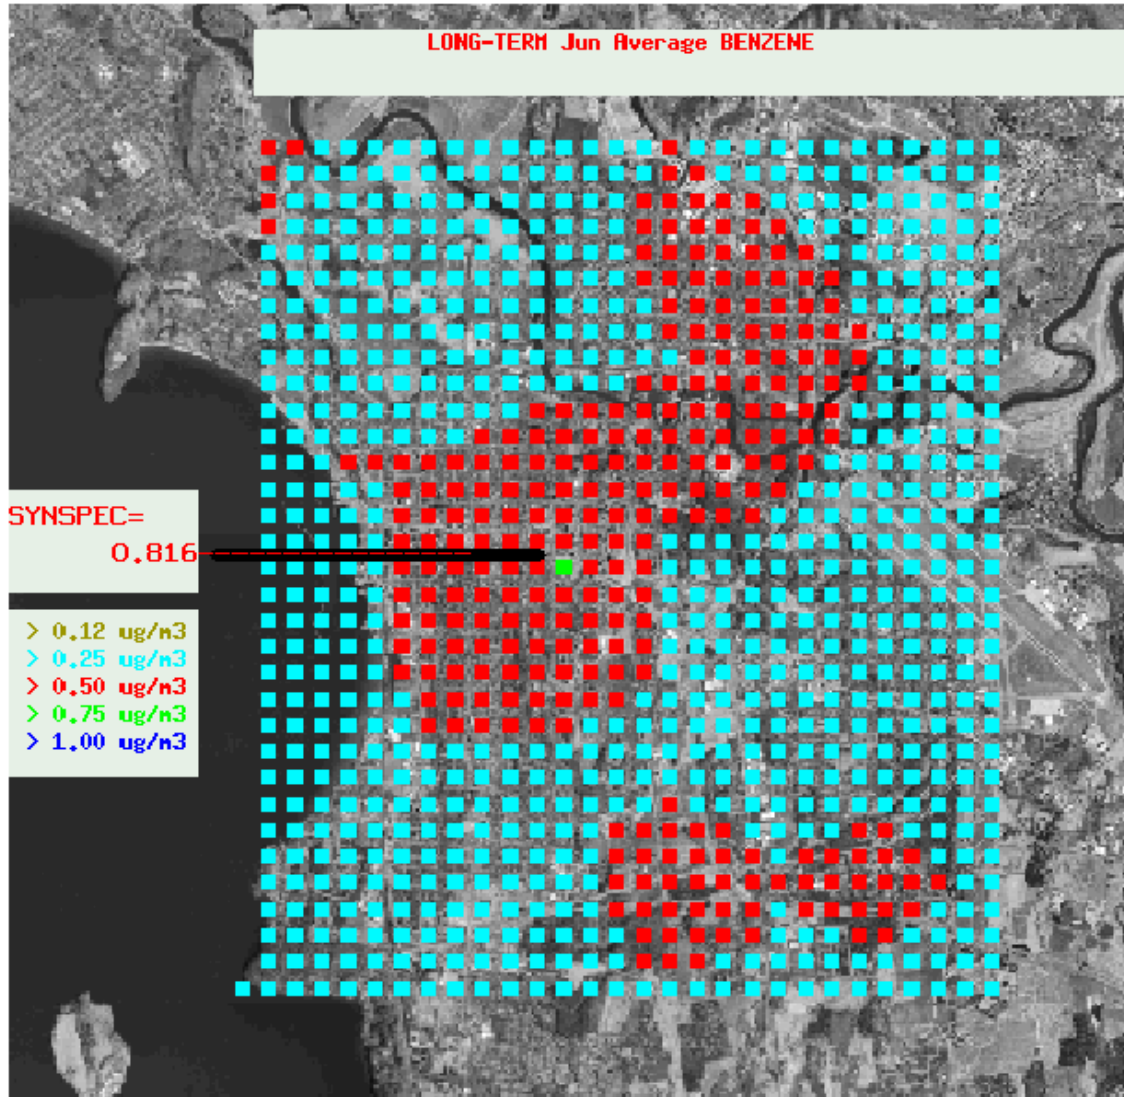 LONG-TERM Jun Average BENZENE
SYNSPEC=
0.816
> 0.12 ug/m3
> 0.25 ug/m3
> 0.50 ug/m3
> 0.75 ug/m3
> 1.00 ug/m3